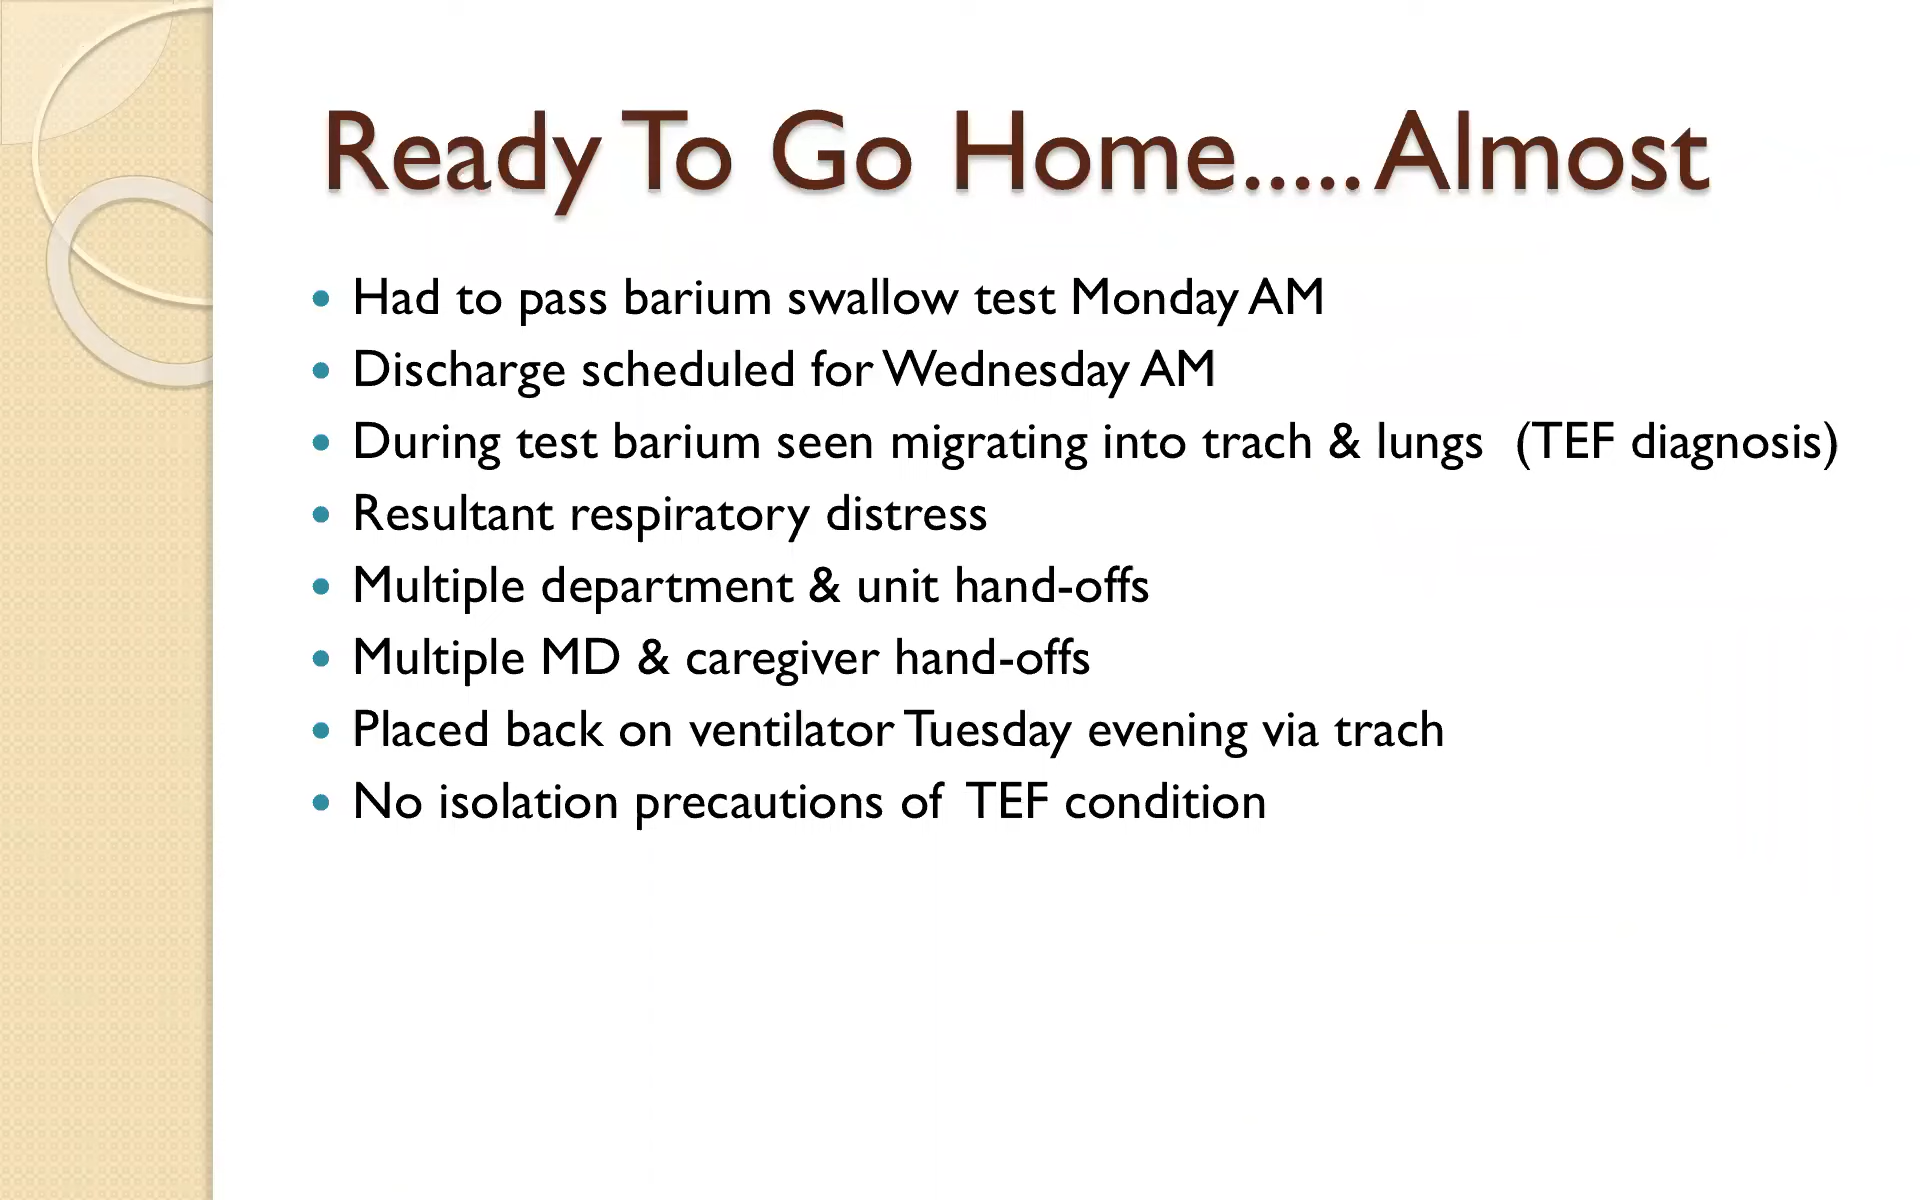 Ready To Go Home..... Almost
• Had to pass barium swallow test Monday AM
• Discharge scheduled for Wednesday AM
• During test barium seen migrating into trach & lungs (TEF diagnosis)
• Resultant respiratory distress
• Multiple department & unit hand-offs
• Multiple MD & caregiver hand-offs
• Placed back on ventilator Tuesday evening via trach
• No isolation precautions of TEF condition